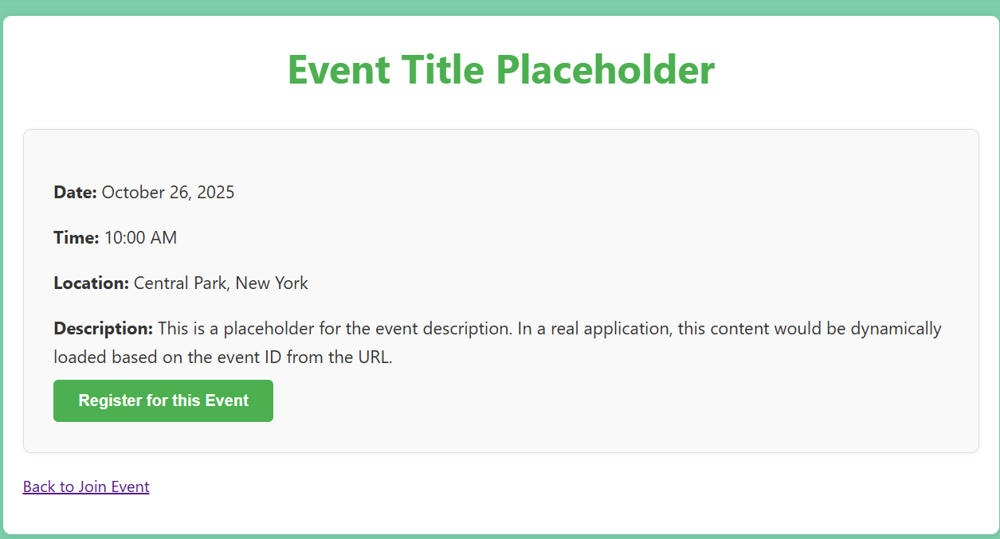 Event Title Placeholder
Date: October 26, 2025
Time: 10:00 AM
Location: Central Park, New York
Description: This is a placeholder for the event description. In a real application, this content would be dynamically
loaded based on the event ID from the URL.
Register for this Event
Back to Join Event